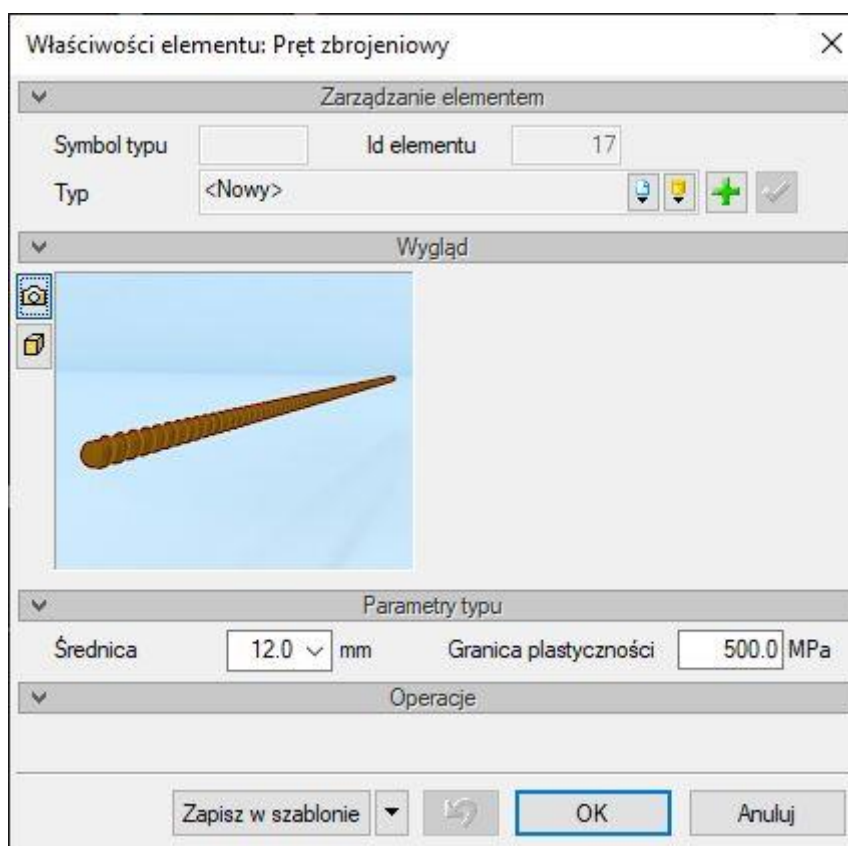 Właściwości elementu: Pręt zbrojeniowy
Zarządzanie elementem
Symbol typu Id elementu 17
Typ <Nowy>
Wygląd
Parametry typu
Średnica 12.0 mm Granica plastyczności 500.0 MPa
Operacje
Zapisz w szablonie OK Anuluj